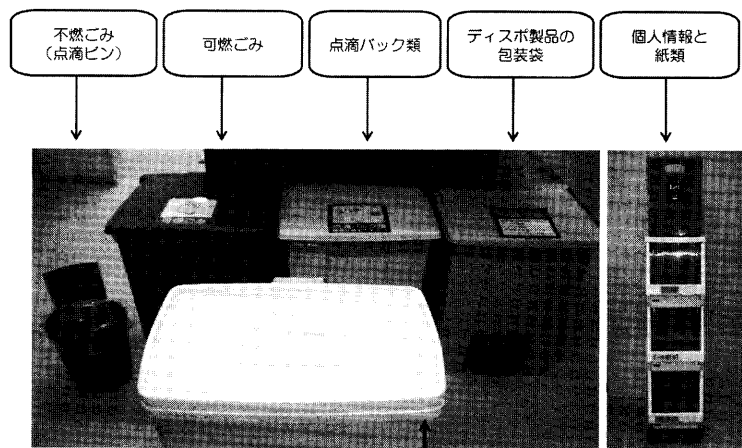 不燃ごみ
（点滴ビン）
可燃ごみ
点滴バック類
ディスポ製品の
包装袋
個人情報と
紙類